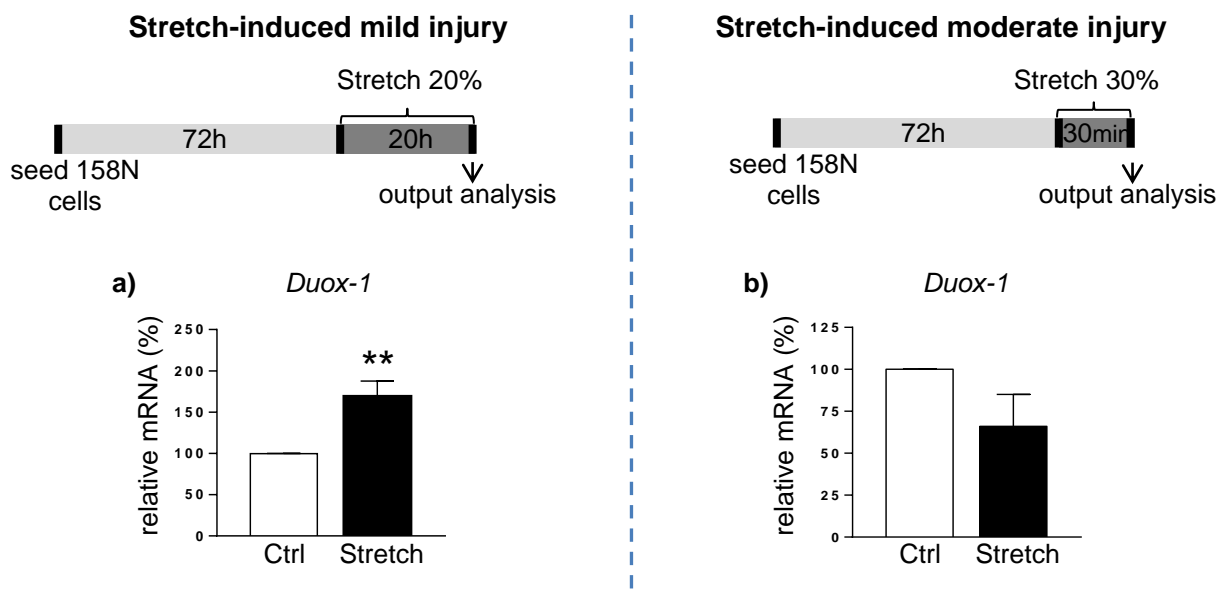 Stretch-induced mild injury
Stretch 20%
72h
20h
seed 158N
cells
output analysis
a)
Duox-1
relative mRNA (%)
250
200
150
100
50
0
**
Ctrl
Stretch
Stretch-induced moderate injury
Stretch 30%
72h
30min
seed 158N
cells
output analysis
b)
Duox-1
relative mRNA (%)
125
100
75
50
25
0
Ctrl
Stretch